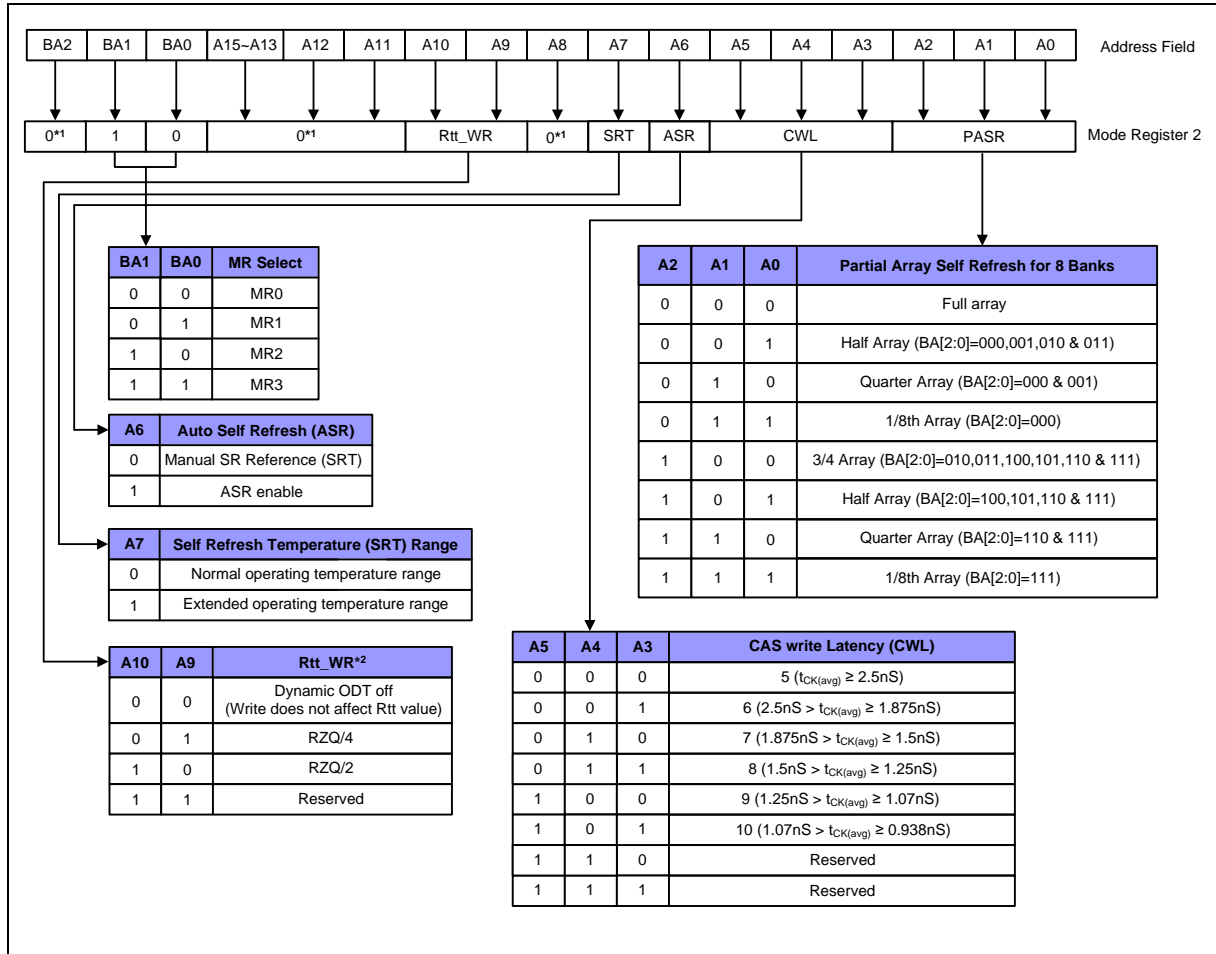 BA2 BA1 BA0 A15~A13 A12 A11 A10 A9 A8 A7 A6 A5 A4 A3 A2 A1 A0 Address Field
0*1 1 0 0*1 Rtt_WR 0*1 SRT ASR CWL PASR Mode Register 2
BA1 BA0 MR Select
0 0 MR0
0 1 MR1
1 0 MR2
1 1 MR3
A6 Auto Self Refresh (ASR)
0 Manual SR Reference (SRT)
1 ASR enable
A7 Self Refresh Temperature (SRT) Range
0 Normal operating temperature range
1 Extended operating temperature range
A10 A9 Rtt_WR*2
0 0 Dynamic ODT off
(Write does not affect Rtt value)
0 1 RZQ/4
1 0 RZQ/2
1 1 Reserved
A2 A1 A0 Partial Array Self Refresh for 8 Banks
0 0 0 Full array
0 0 1 Half Array (BA[2:0]=000,001,010 & 011)
0 1 0 Quarter Array (BA[2:0]=000 & 001)
0 1 1 1/8th Array (BA[2:0]=000)
1 0 0 3/4 Array (BA[2:0]=010,011,100,101,110 & 111)
1 0 1 Half Array (BA[2:0]=100,101,110 & 111)
1 1 0 Quarter Array (BA[2:0]=110 & 111)
1 1 1 1/8th Array (BA[2:0]=111)
A5 A4 A3 CAS write Latency (CWL)
0 0 0 5 (tCK(avg) ≥ 2.5nS)
0 0 1 6 (2.5nS > tCK(avg) ≥ 1.875nS)
0 1 0 7 (1.875nS > tCK(avg) ≥ 1.5nS)
0 1 1 8 (1.5nS > tCK(avg) ≥ 1.25nS)
1 0 0 9 (1.25nS > tCK(avg) ≥ 1.07nS)
1 0 1 10 (1.07nS > tCK(avg) ≥ 0.938nS)
1 1 0 Reserved
1 1 1 Reserved